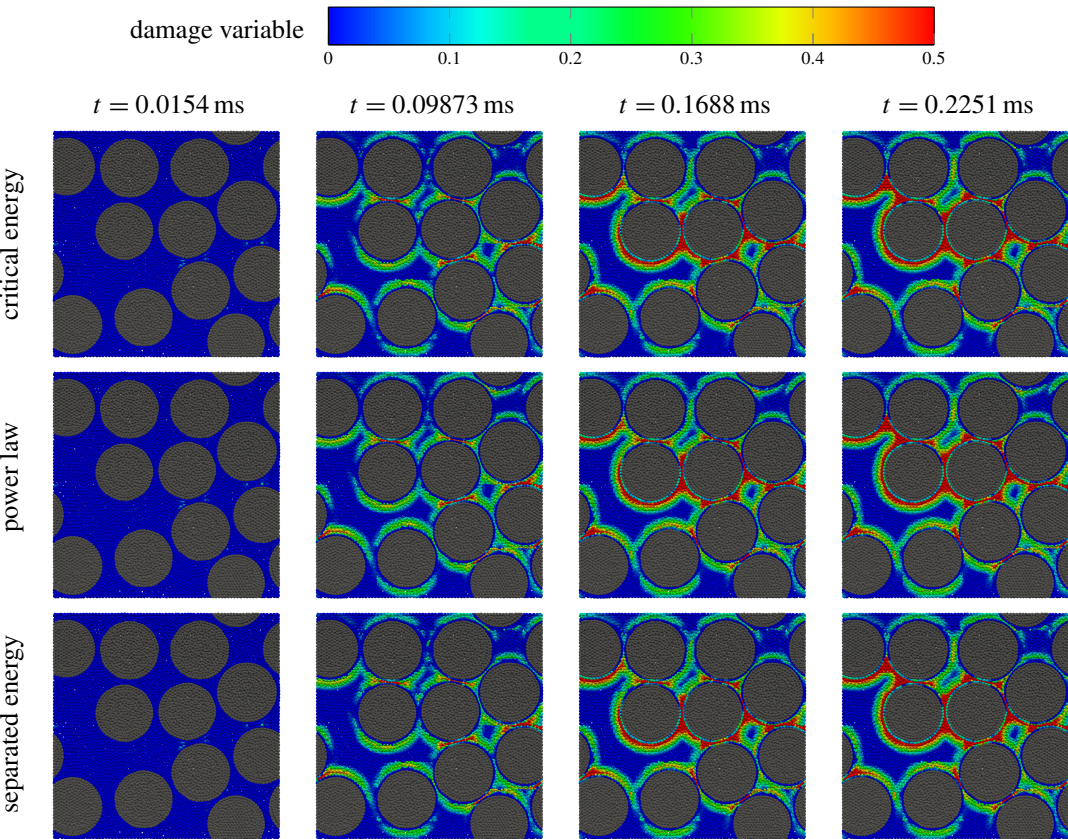 damage variable
0 0.1 0.2 0.3 0.4 0.5
t = 0.0154 ms t = 0.09873 ms t = 0.1688 ms t = 0.2251 ms
critical energy
power law
separated energy